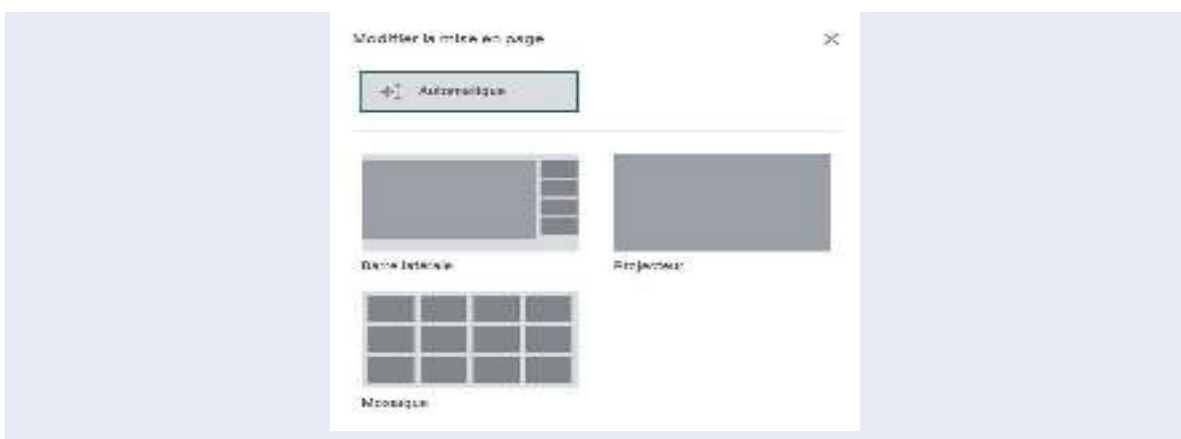 Modifier la mise en page
Automatique
Barre latérale
Projecteur
Mosaïque